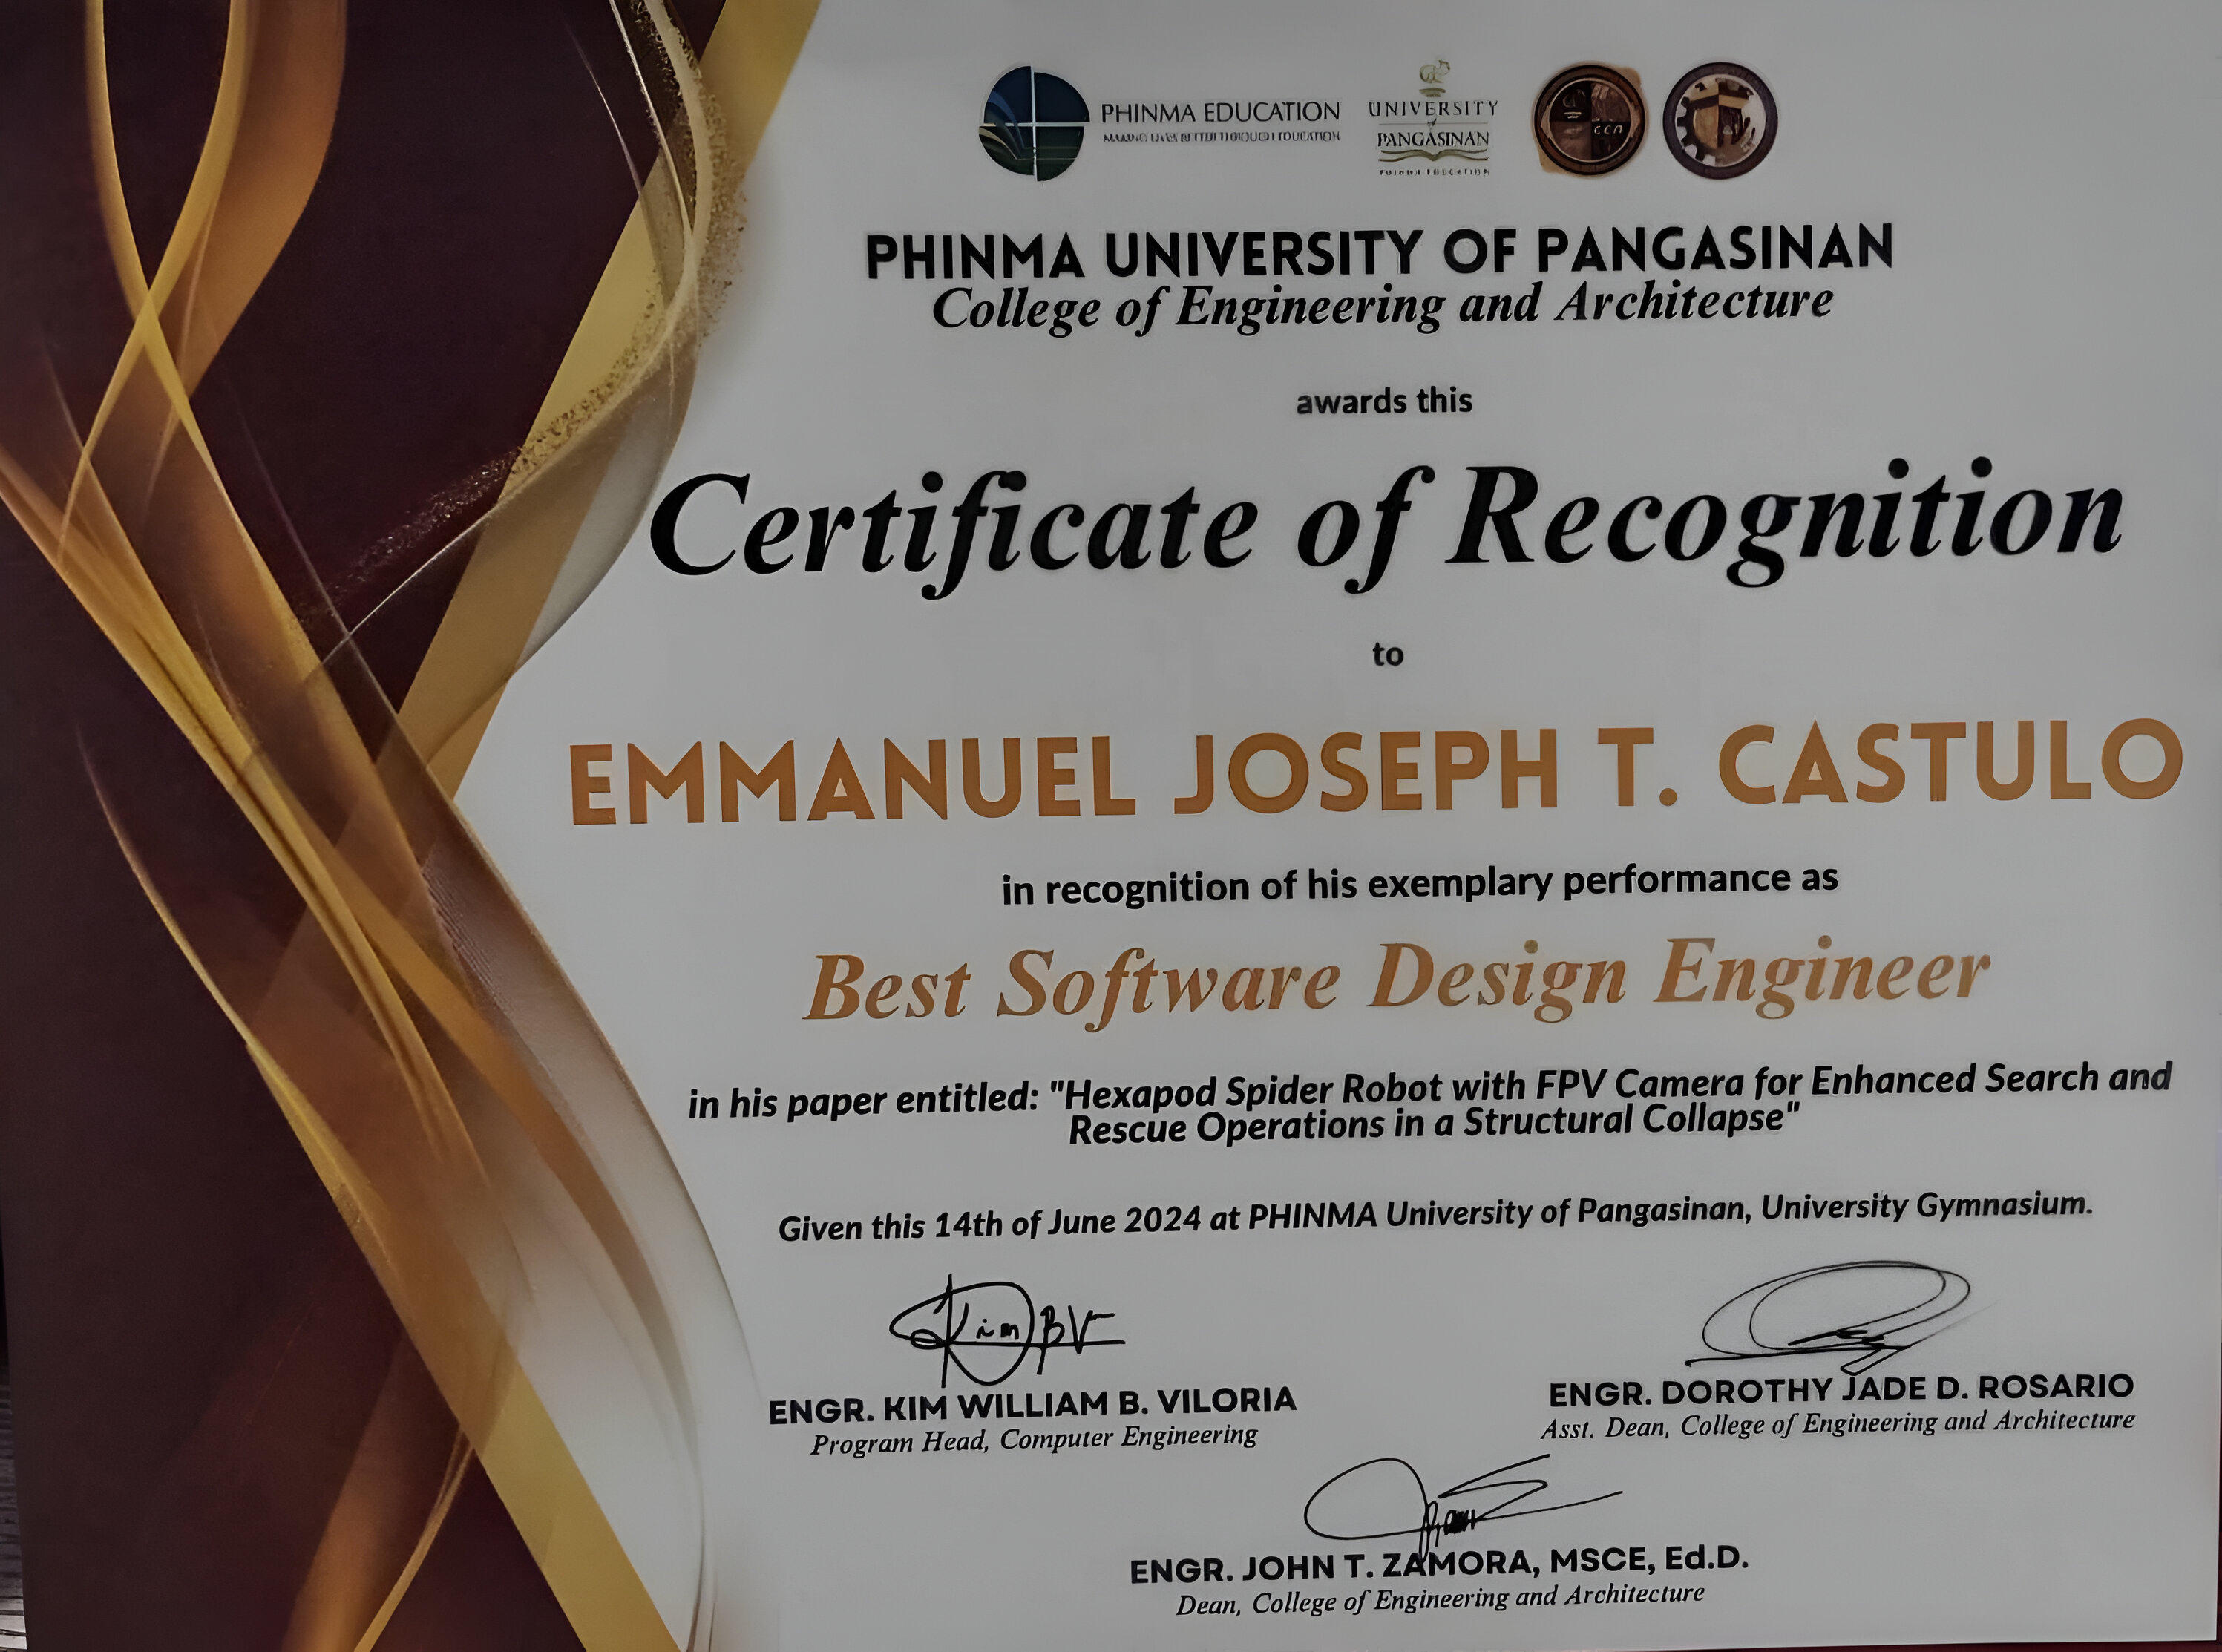 PHINMA EDUCATION
MAKING LIVES BETTER THROUGH EDUCATION
UNIVERSITY
of
PANGASINAN
PHINMA EDUCATION
PHINMA UNIVERSITY OF PANGASINAN
College of Engineering and Architecture
awards this
Certificate of Recognition
to
EMMANUEL JOSEPH T. CASTULO
in recognition of his exemplary performance as
Best Software Design Engineer
in his paper entitled: "Hexapod Spider Robot with FPV Camera for Enhanced Search and
Rescue Operations in a Structural Collapse"
Given this 14th of June 2024 at PHINMA University of Pangasinan, University Gymnasium.
Kim BV
ENGR. KIM WILLIAM B. VILORIA
Program Head, Computer Engineering
ENGR. DOROTHY JADE D. ROSARIO
Asst. Dean, College of Engineering and Architecture
ENGR. JOHN T. ZAMORA, MSCE, Ed.D.
Dean, College of Engineering and Architecture